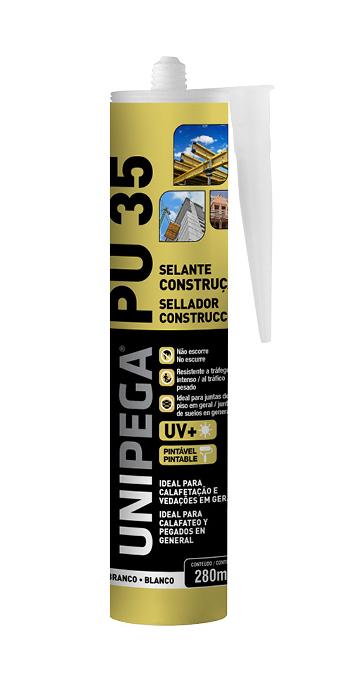 UNIPEGA®
PU 35
SELANTE
CONSTRUÇ
SELLADOR
CONSTRUCC
Não escorre
No escurre
Resistente a tráfego
intenso / al tráfico
pesado
Ideal para juntas de
piso em geral / junt
de suelos en general
UV+
PINTÁVEL
PINTABLE
IDEAL PARA
CALAFETAÇÃO E
VEDAÇÕES EM GERA
IDEAL PARA
CALAFATEO Y
PEGADOS EN
GENERAL
BRANCO • BLANCO
CONTEÚDO / CONTE
280m